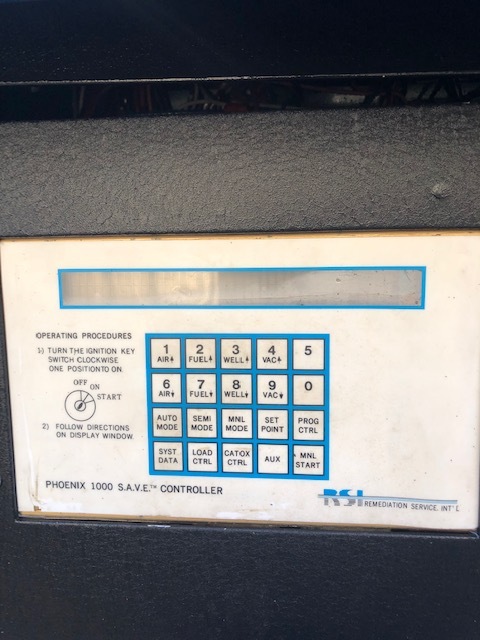 OPERATING PROCEDURES
1) TURN THE IGNITION KEY
SWITCH CLOCKWISE
ONE POSITION TO ON
OFF
ON
START
2) FOLLOW DIRECTIONS
ON DISPLAY WINDOW
1 2 3 4 5
AIR↑ FUEL↑ WELL↑ VAC↑
6 7 8 9 0
AIR↓ FUEL↓ WELL↓ VAC↓
AUTO SEMI MNL SET PROG
MODE MODE MODE POINT CTRL
SYST LOAD CATOX AUX MNL
DATA CTRL CTRL START
PHOENIX 1000 S.A.V.E.™ CONTROLLER
RSI REMEDIATION SERVICE, INT'L